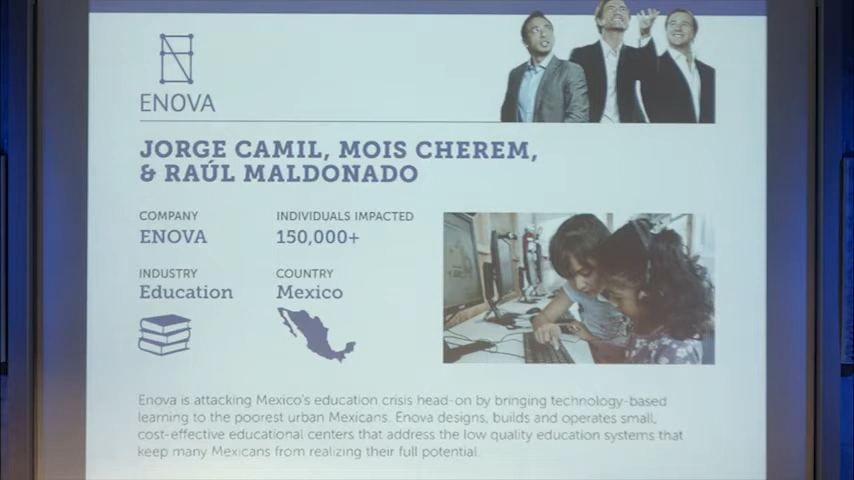 ENOVA
JORGE CAMIL, MOIS CHEREM,
& RAÚL MALDONADO
COMPANY
ENOVA
INDIVIDUALS IMPACTED
150,000+
INDUSTRY
Education
COUNTRY
Mexico
Enova is attacking Mexico's education crisis head-on by bringing technology-based
learning to the poorest urban Mexicans. Enova designs, builds and operates small,
cost-effective educational centers that address the low quality education systems that
keep many Mexicans from realizing their full potential.